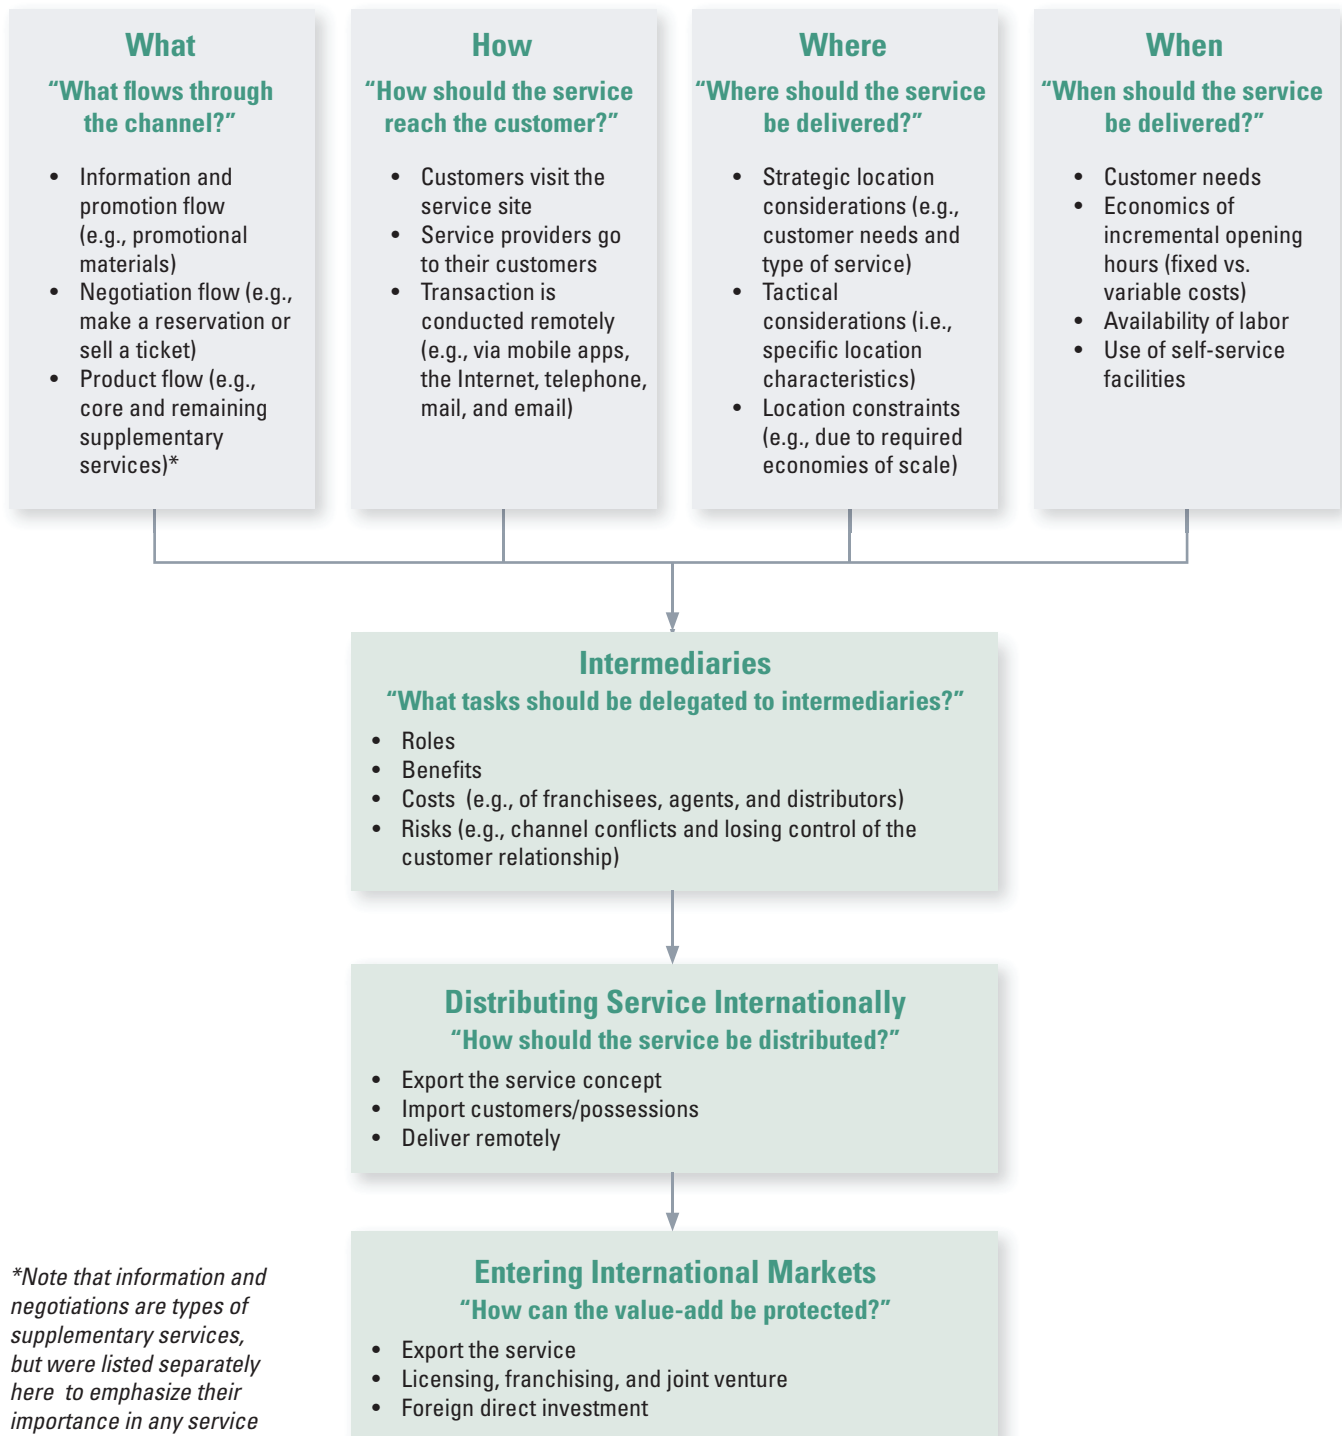 What
“What flows through
the channel?”
• Information and
promotion flow
(e.g., promotional
materials)
• Negotiation flow (e.g.,
make a reservation or
sell a ticket)
• Product flow (e.g.,
core and remaining
supplementary
services)*
How
“How should the service
reach the customer?”
• Customers visit the
service site
• Service providers go
to their customers
• Transaction is
conducted remotely
(e.g., via mobile apps,
the Internet, telephone,
mail, and email)
Where
“Where should the service
be delivered?”
• Strategic location
considerations (e.g.,
customer needs and
type of service)
• Tactical
considerations (i.e.,
specific location
characteristics)
• Location constraints
(e.g., due to required
economies of scale)
When
“When should the service
be delivered?”
• Customer needs
• Economics of
incremental opening
hours (fixed vs.
variable costs)
• Availability of labor
• Use of self-service
facilities
Intermediaries
“What tasks should be delegated to intermediaries?”
• Roles
• Benefits
• Costs (e.g., of franchisees, agents, and distributors)
• Risks (e.g., channel conflicts and losing control of the
customer relationship)
Distributing Service Internationally
“How should the service be distributed?”
• Export the service concept
• Import customers/possessions
• Deliver remotely
Entering International Markets
“How can the value-add be protected?”
• Export the service
• Licensing, franchising, and joint venture
• Foreign direct investment
*Note that information and
negotiations are types of
supplementary services,
but were listed separately
here to emphasize their
importance in any service